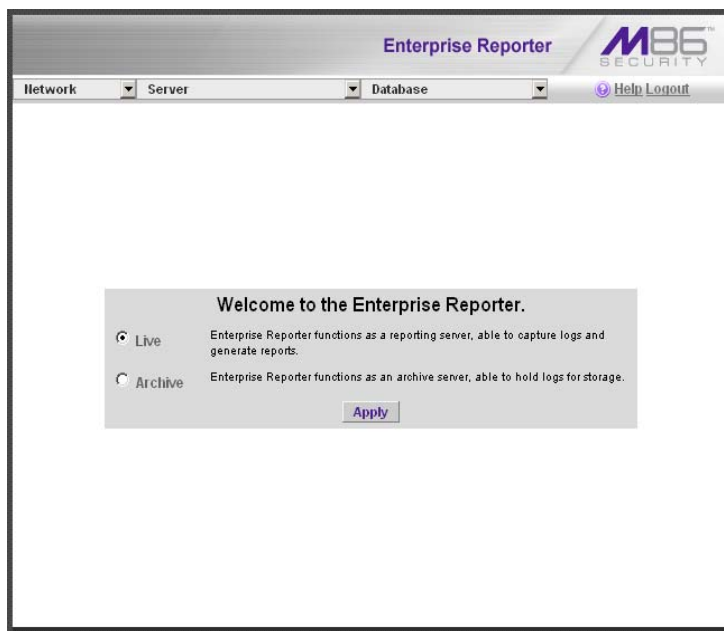 Enterprise Reporter
M86™
SECURITY
Network Server Database Help Logout
Welcome to the Enterprise Reporter.
Live Enterprise Reporter functions as a reporting server, able to capture logs and
generate reports.
Archive Enterprise Reporter functions as an archive server, able to hold logs for storage.
Apply